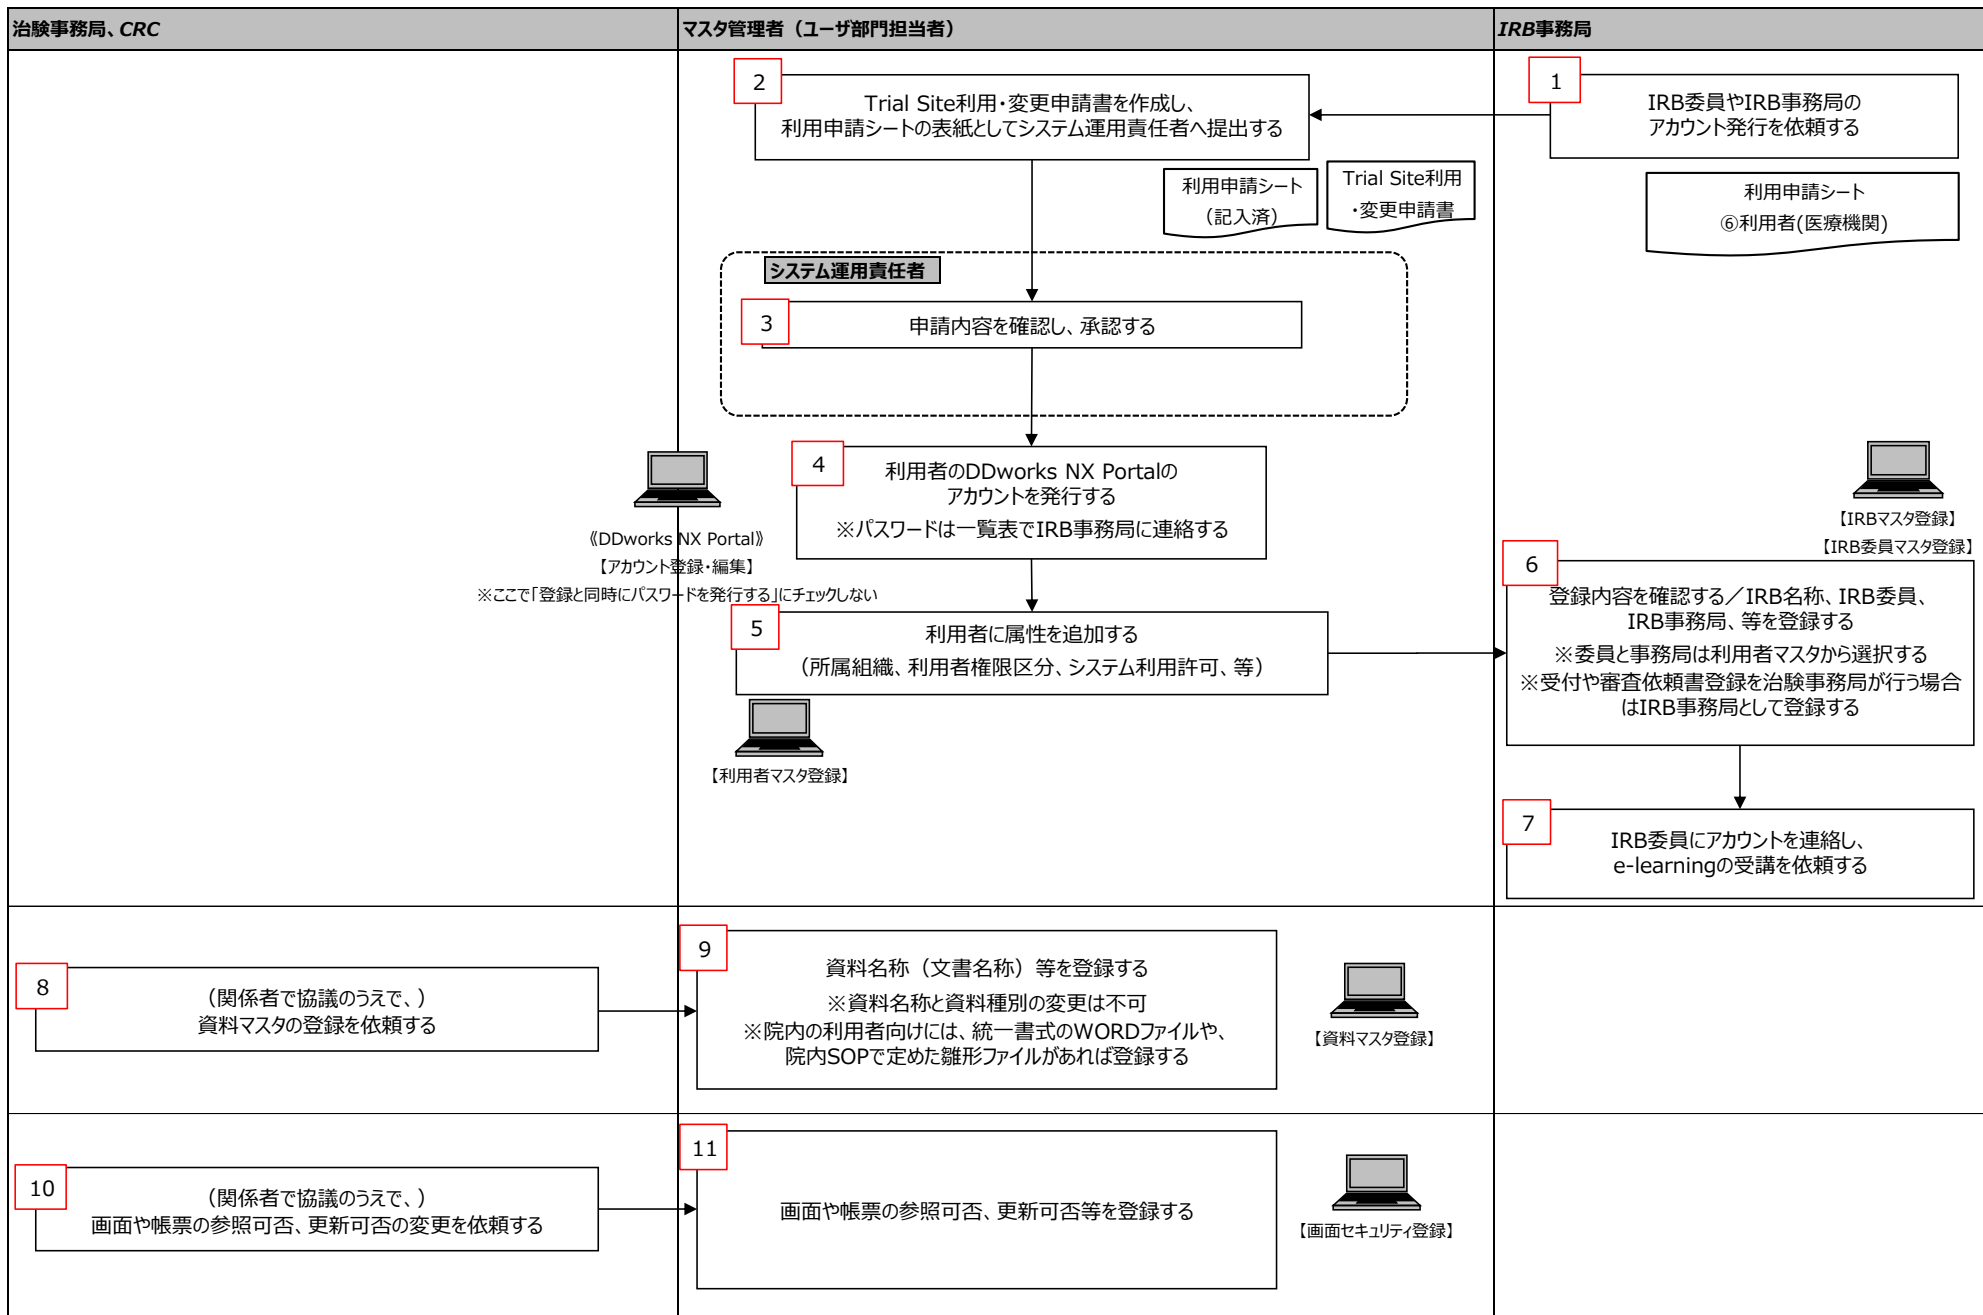 治験事務局、CRC
マスタ管理者（ユーザ部門担当者）
IRB事務局
1
IRB委員やIRB事務局の
アカウント発行を依頼する
利用申請シート
⑥利用者(医療機関)
2
Trial Site利用・変更申請書を作成し、
利用申請シートの表紙としてシステム運用責任者へ提出する
利用申請シート
（記入済）
Trial Site利用
・変更申請書
システム運用責任者
3
申請内容を確認し、承認する
4
利用者のDDworks NX Portalの
アカウントを発行する
※パスワードは一覧表でIRB事務局に連絡する
《DDworks NX Portal》
【アカウント登録・編集】
※ここで「登録と同時にパスワードを発行する」にチェックしない
5
利用者に属性を追加する
（所属組織、利用者権限区分、システム利用許可、等）
【利用者マスタ登録】
【IRBマスタ登録】
【IRB委員マスタ登録】
6
登録内容を確認する／IRB名称、IRB委員、
IRB事務局、等を登録する
※委員と事務局は利用者マスタから選択する
※受付や審査依頼書登録を治験事務局が行う場合
はIRB事務局として登録する
7
IRB委員にアカウントを連絡し、
e-learningの受講を依頼する
8
（関係者で協議のうえで、）
資料マスタの登録を依頼する
9
資料名称（文書名称）等を登録する
※資料名称と資料種別の変更は不可
※院内の利用者向けには、統一書式のWORDファイルや、
院内SOPで定めた雛形ファイルがあれば登録する
【資料マスタ登録】
10
（関係者で協議のうえで、）
画面や帳票の参照可否、更新可否の変更を依頼する
11
画面や帳票の参照可否、更新可否等を登録する
【画面セキュリティ登録】